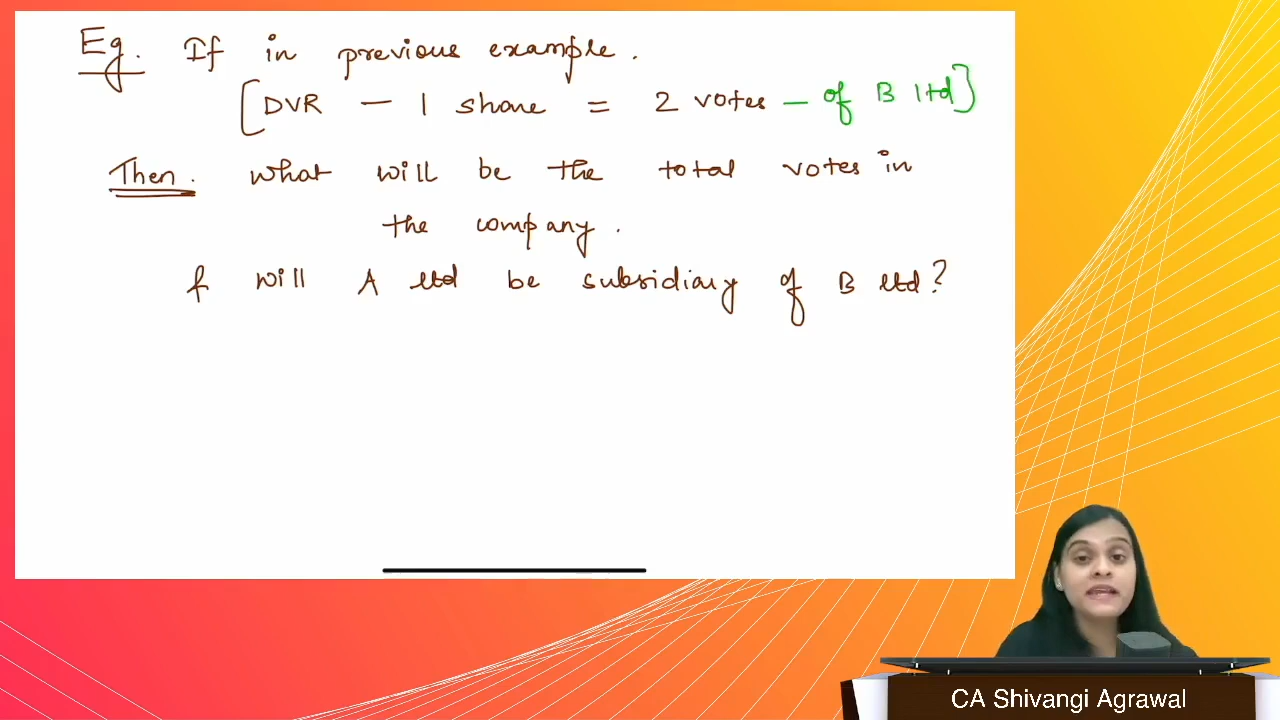 Eg. If in previous example.
[DVR — 1 share = 2 votes — of B ltd]
Then. what will be the total votes in
the company.
f will A ltd be subsidiary of B ltd?
CA Shivangi Agrawal